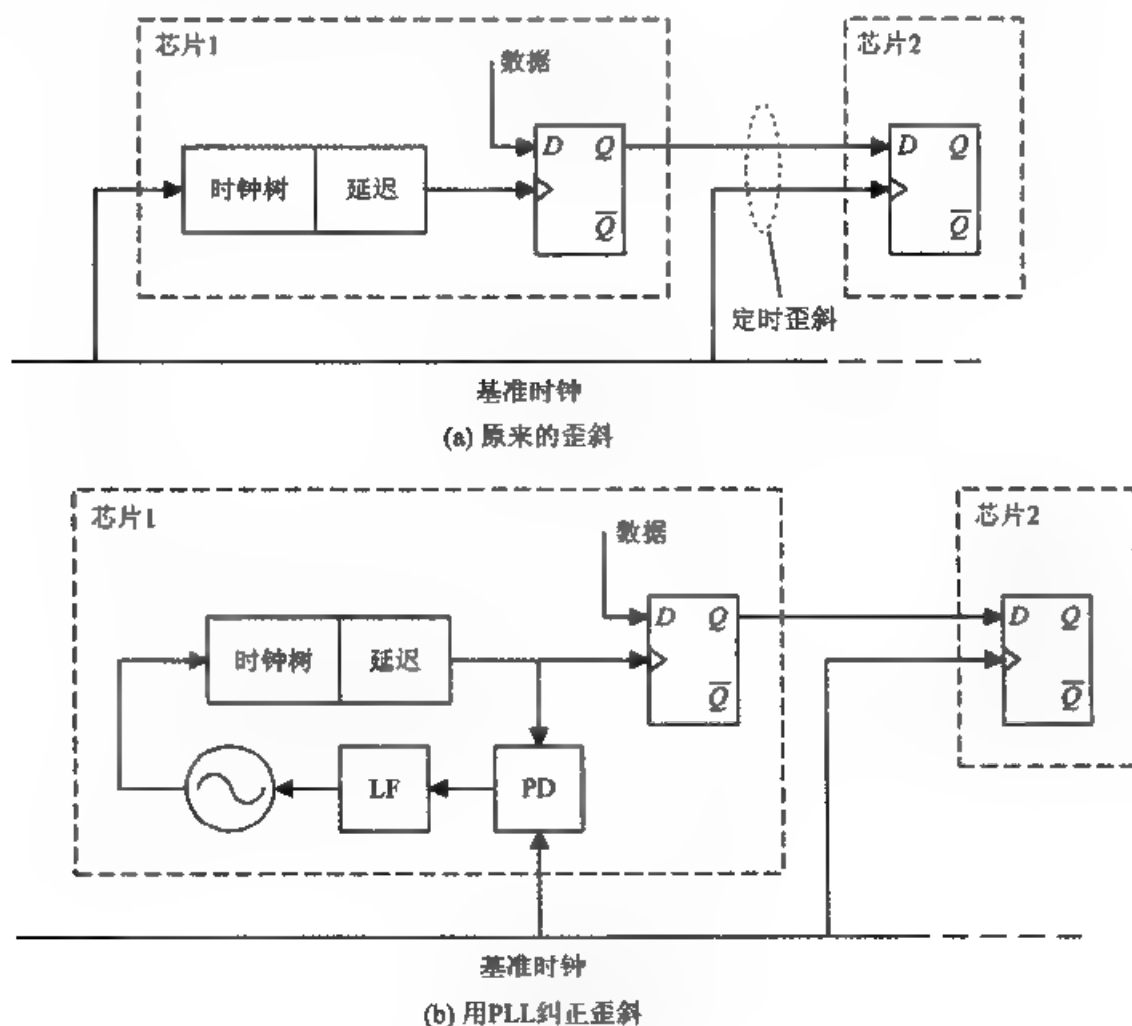 芯片1
芯片2
数据
D Q
D Q
时钟树 延迟
Q̅
Q̅
定时歪斜
基准时钟
(a) 原来的歪斜
芯片1
芯片2
数据
D Q
D Q
时钟树 延迟
Q̅
Q̅
LF
PD
基准时钟
(b) 用PLL纠正歪斜